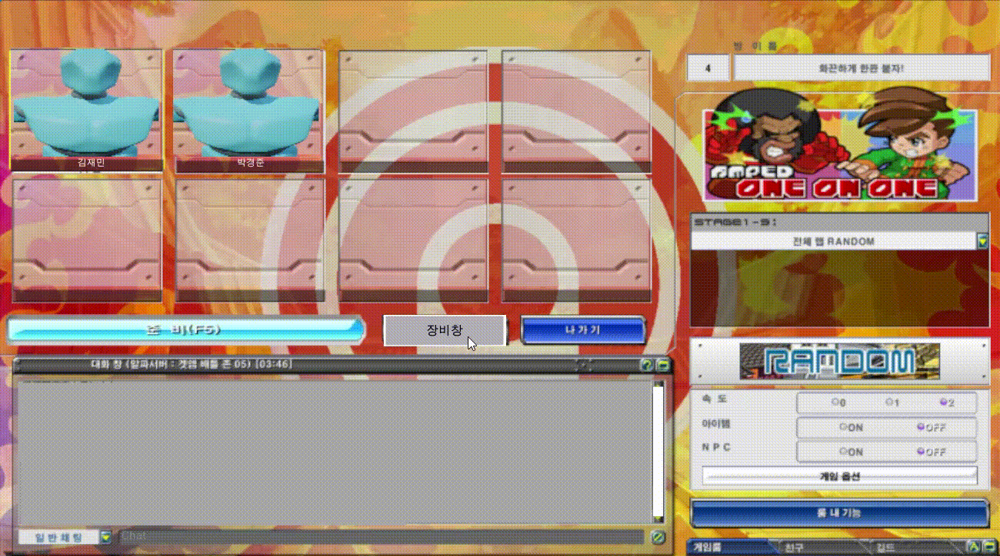 방 이 름
4
화끈하게 한판 붙자!
AMPED
ONE ON ONE
김재민
박경준
STAGE1-9:
전체 맵 RANDOM
준 비(F5)
장비창
나 가 기
대화 창 (알파서버 : 겟앰 배틀 존 05) [03:46]
RANDOM
속 도
0
1
2
아이템
ON
OFF
N P C
ON
OFF
게임 옵션
룸 내 기능
일 반 채 팅
Chat
게임룸
친구
길드
A